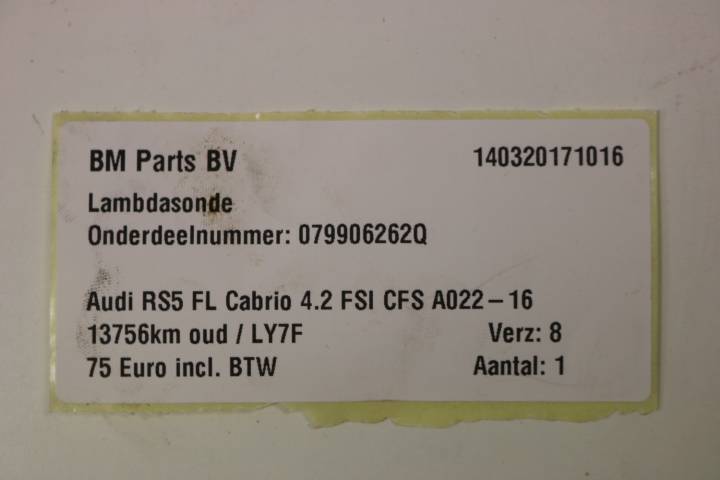 BM Parts BV 140320171016
Lambdasonde
Onderdeelnummer: 079906262Q
Audi RS5 FL Cabrio 4.2 FSI CFS A022-16
13756km oud / LY7F Verz: 8
75 Euro incl. BTW Aantal: 1